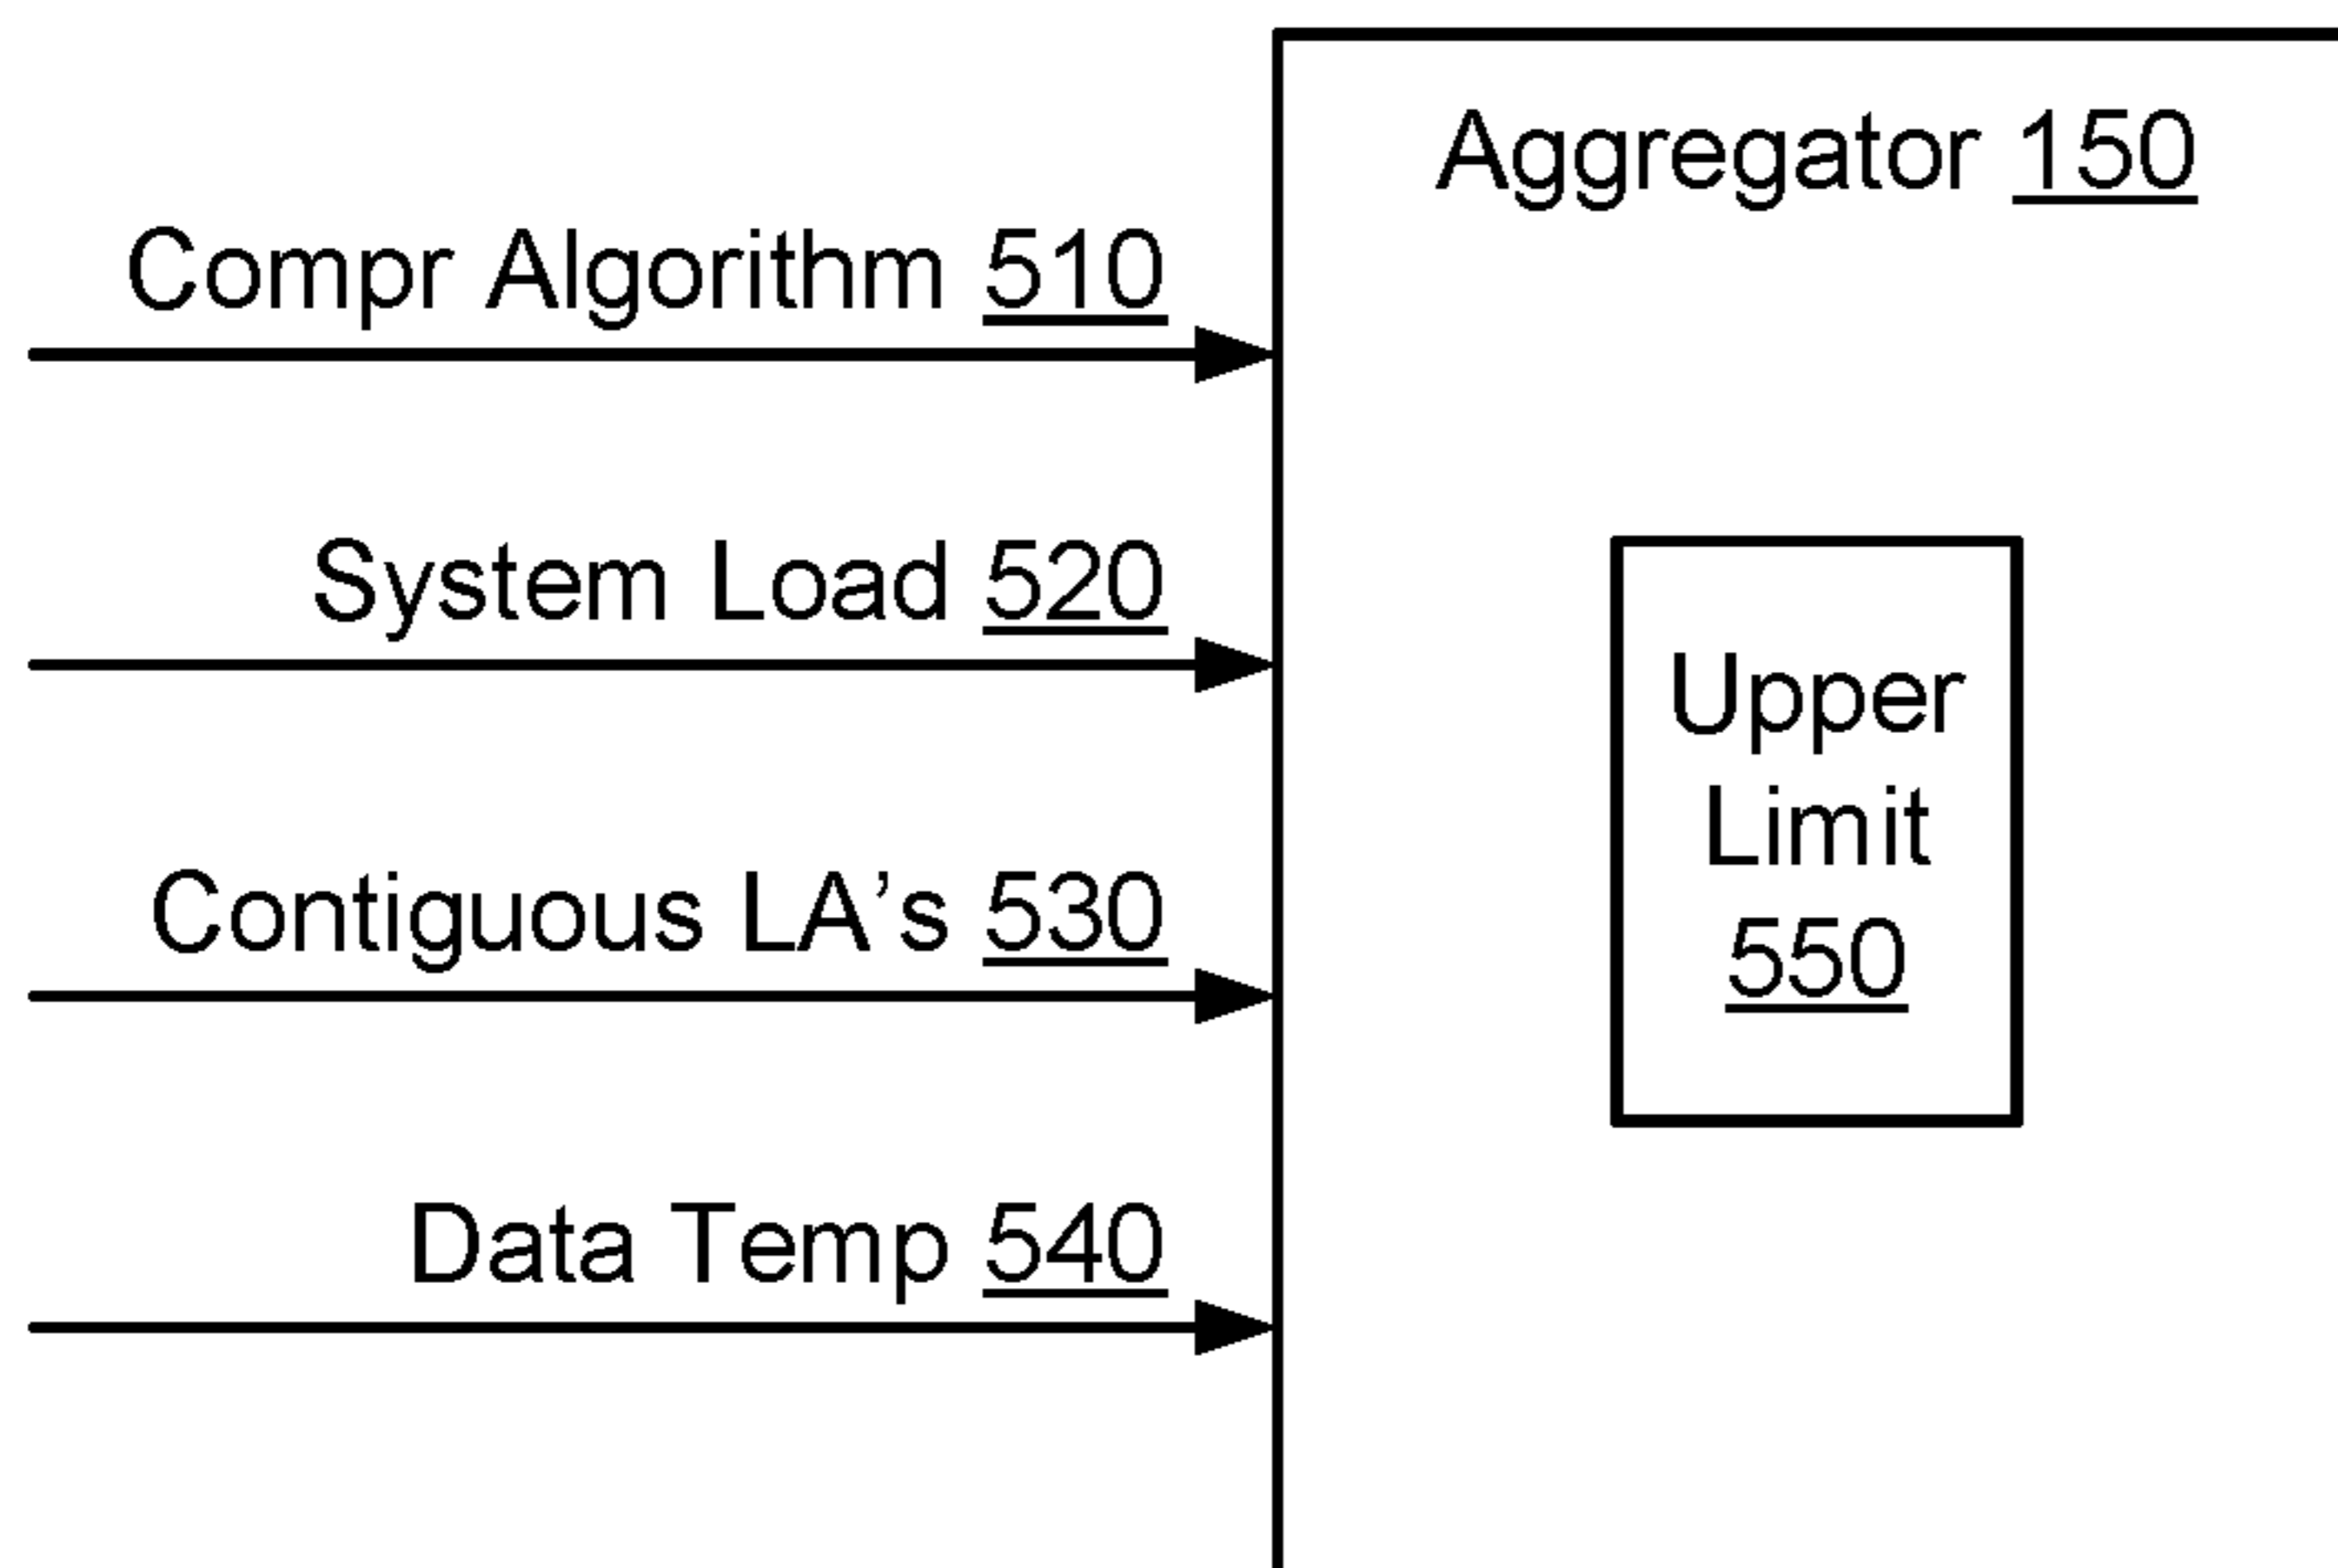 Aggregator 150
Compr Algorithm 510
System Load 520
Contiguous LA’s 530
Data Temp 540
Upper
Limit
550